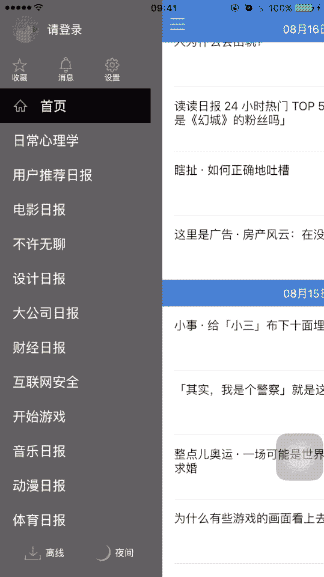 09:41
100%
请登录
收藏 消息 设置
首页
日常心理学
用户推荐日报
电影日报
不许无聊
设计日报
大公司日报
财经日报
互联网安全
开始游戏
音乐日报
动漫日报
体育日报
离线 夜间
08月16
人为什么会出轨?
读读日报 24 小时热门 TOP 5
是《幻城》的粉丝吗」
瞎扯 · 如何正确地吐槽
这里是广告 · 房产风云：在没
08月15
小事 · 给「小三」布下十面埋
「其实，我是个警察」就是这
整点儿奥运 · 一场可能是世界
求婚
为什么有些游戏的画面看上去